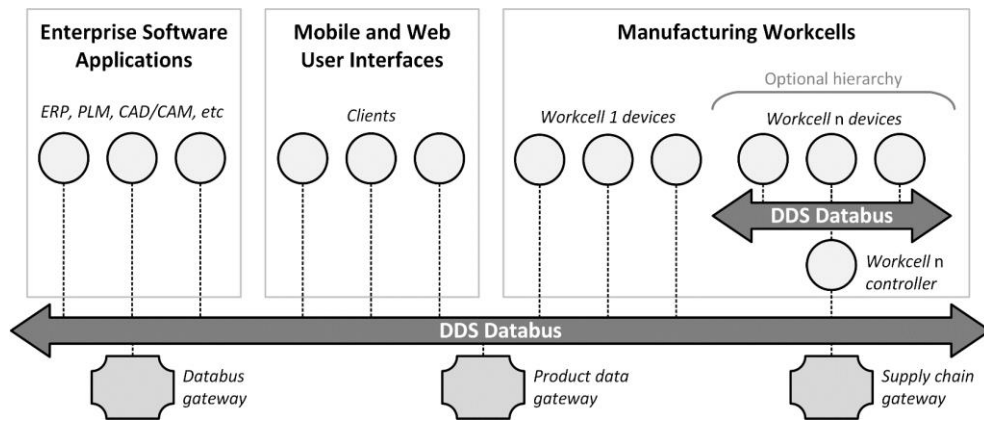 Enterprise Software
Applications
ERP, PLM, CAD/CAM, etc
Mobile and Web
User Interfaces
Clients
Manufacturing Workcells
Optional hierarchy
Workcell 1 devices
Workcell n devices
DDS Databus
Workcell n
controller
DDS Databus
Databus
gateway
Product data
gateway
Supply chain
gateway